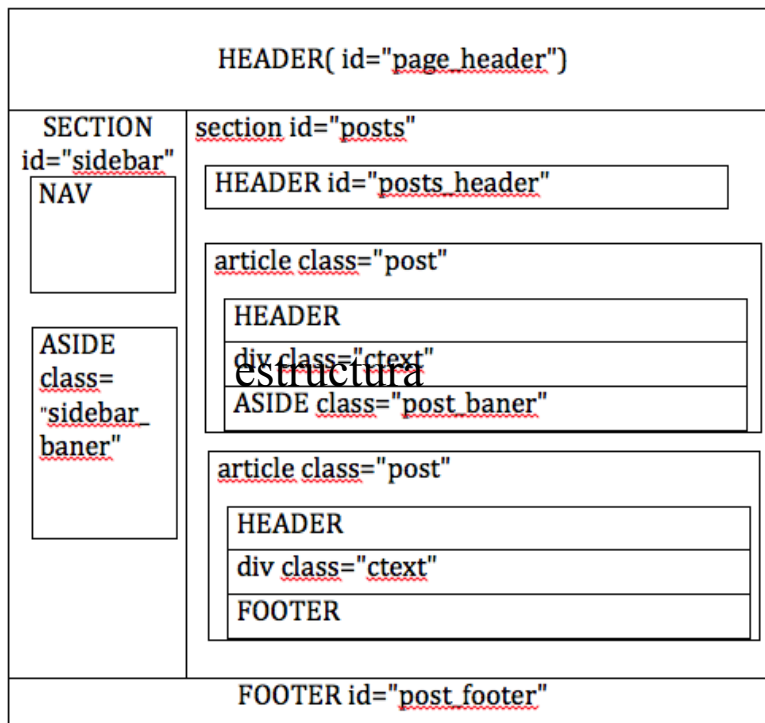 HEADER( id="page_header")
SECTION
id="sidebar"
NAV
ASIDE
class=
"sidebar_
baner"
section id="posts"
HEADER id="posts_header"
article class="post"
HEADER
div class="ctext"
estructura
ASIDE class="post_baner"
article class="post"
HEADER
div class="ctext"
FOOTER
FOOTER id="post_footer"